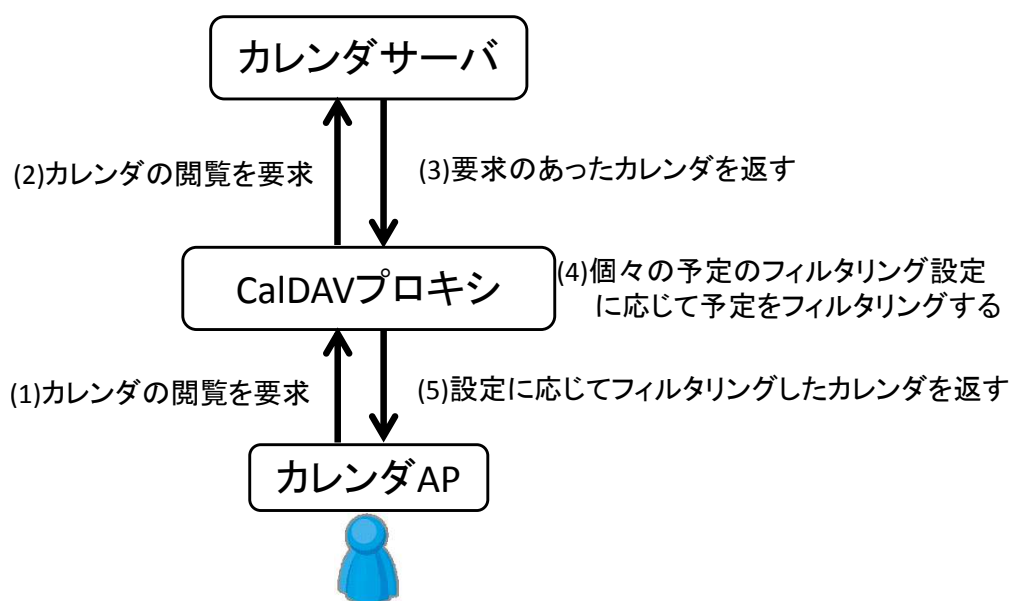 カレンダサーバ
(2)カレンダの閲覧を要求
(3)要求のあったカレンダを返す
CalDAVプロキシ
(4)個々の予定のフィルタリング設定
に応じて予定をフィルタリングする
(1)カレンダの閲覧を要求
(5)設定に応じてフィルタリングしたカレンダを返す
カレンダAP